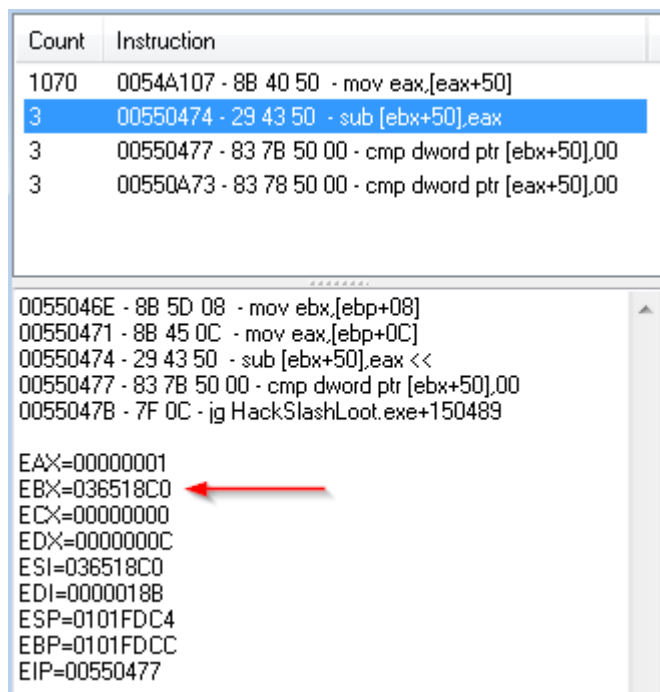 Count Instruction
1070 0054A107 - 8B 40 50 - mov eax,[eax+50]
3 00550474 - 29 43 50 - sub [ebx+50],eax
3 00550477 - 83 7B 50 00 - cmp dword ptr [ebx+50],00
3 00550A73 - 83 78 50 00 - cmp dword ptr [eax+50],00
0055046E - 8B 5D 08 - mov ebx,[ebp+08]
00550471 - 8B 45 0C - mov eax,[ebp+0C]
00550474 - 29 43 50 - sub [ebx+50],eax <<
00550477 - 83 7B 50 00 - cmp dword ptr [ebx+50],00
0055047B - 7F 0C - jg HackSlashLoot.exe+150489
EAX=00000001
EBX=036518C0
ECX=00000000
EDX=0000000C
ESI=036518C0
EDI=0000018B
ESP=0101FDC4
EBP=0101FDCC
EIP=00550477